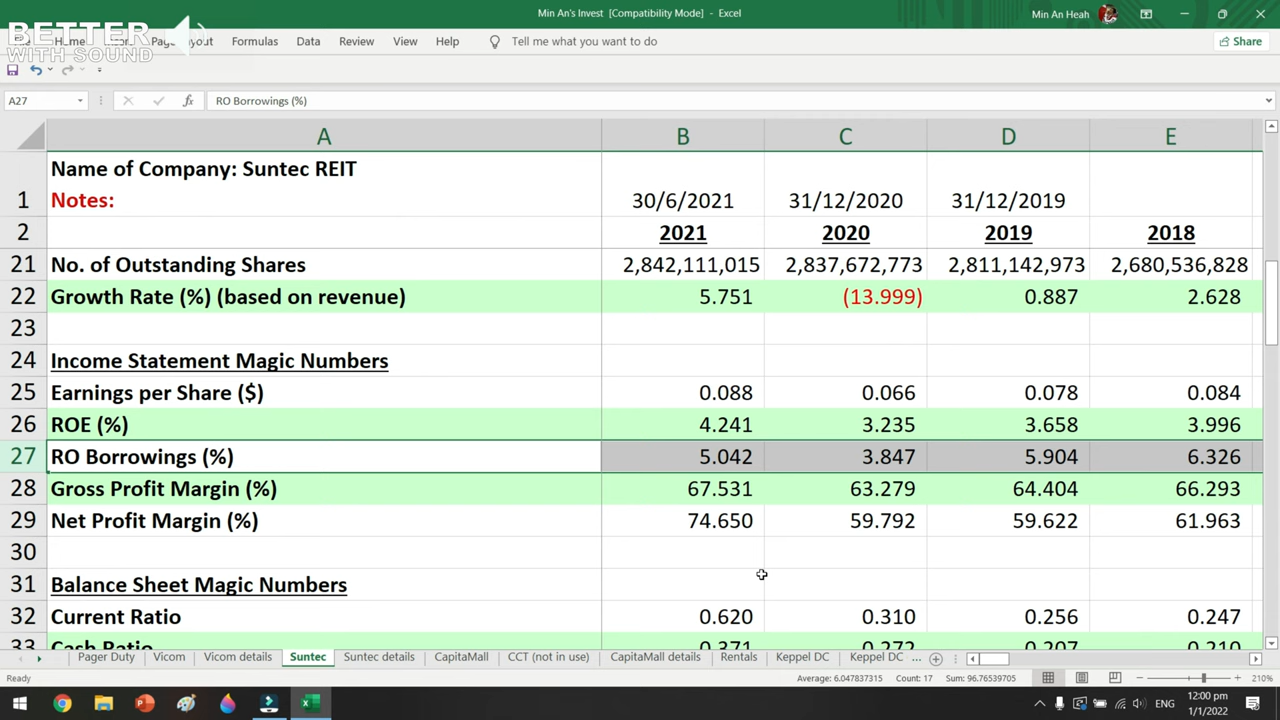 Min An's Invest [Compatibility Mode] - Excel
Min An Heah
BETTER
WITH SOUND
Formulas Data Review View Help Tell me what you want to do
Share
A27 fx RO Borrowings (%)
A B C D E
Name of Company: Suntec REIT
1 Notes: 30/6/2021 31/12/2020 31/12/2019
2 2021 2020 2019 2018
21 No. of Outstanding Shares 2,842,111,015 2,837,672,773 2,811,142,973 2,680,536,828
22 Growth Rate (%) (based on revenue) 5.751 (13.999) 0.887 2.628
23
24 Income Statement Magic Numbers
25 Earnings per Share ($) 0.088 0.066 0.078 0.084
26 ROE (%) 4.241 3.235 3.658 3.996
27 RO Borrowings (%) 5.042 3.847 5.904 6.326
28 Gross Profit Margin (%) 67.531 63.279 64.404 66.293
29 Net Profit Margin (%) 74.650 59.792 59.622 61.963
30
31 Balance Sheet Magic Numbers
32 Current Ratio 0.620 0.310 0.256 0.247
33 Cash Ratio 0.371 0.272 0.207 0.210
Pager Duty Vicom Vicom details Suntec Suntec details CapitaMall CCT (not in use) CapitaMall details Rentals Keppel DC Keppel DC ...
Ready Average: 6.047837315 Count: 17 Sum: 96.76539705 210%
ENG 12:00 pm
1/1/2022